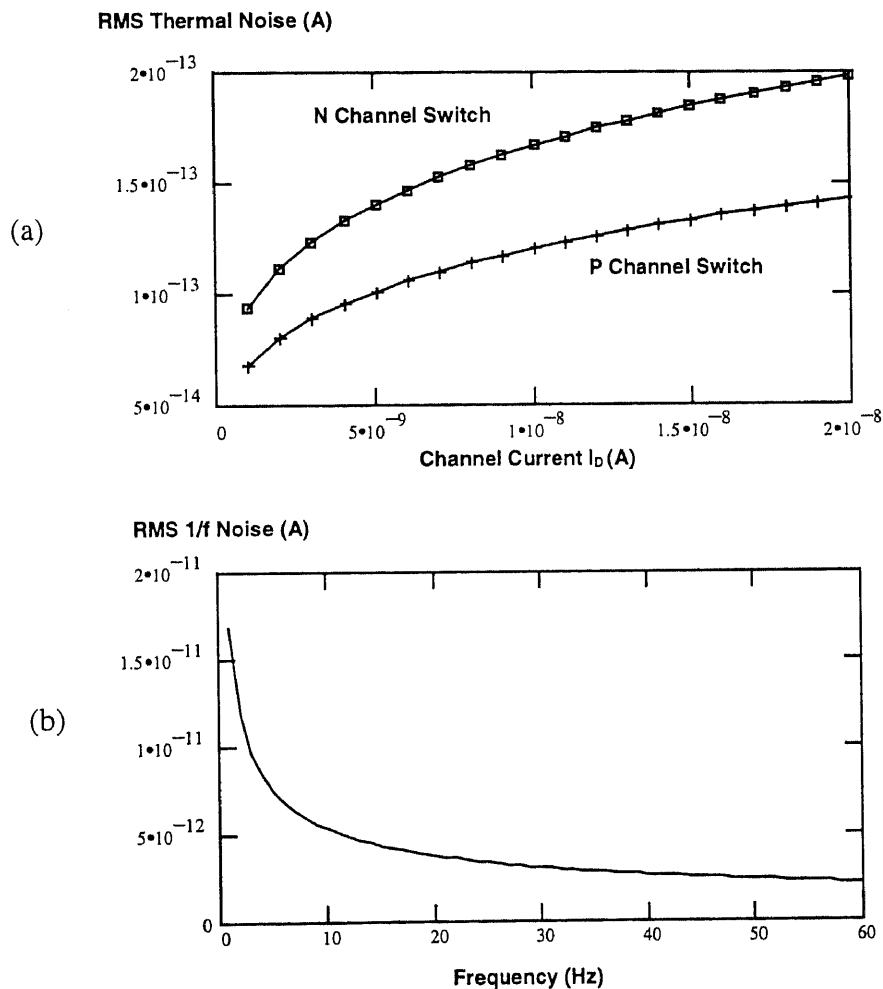 RMS Thermal Noise (A)
2•10⁻¹³
N Channel Switch
1.5•10⁻¹³
(a)
P Channel Switch
1•10⁻¹³
5•10⁻¹⁴
0 5•10⁻⁹ 1•10⁻⁸ 1.5•10⁻⁸ 2•10⁻⁸
Channel Current I_D (A)
RMS 1/f Noise (A)
2•10⁻¹¹
1.5•10⁻¹¹
(b)
1•10⁻¹¹
5•10⁻¹²
0
0 10 20 30 40 50 60
Frequency (Hz)